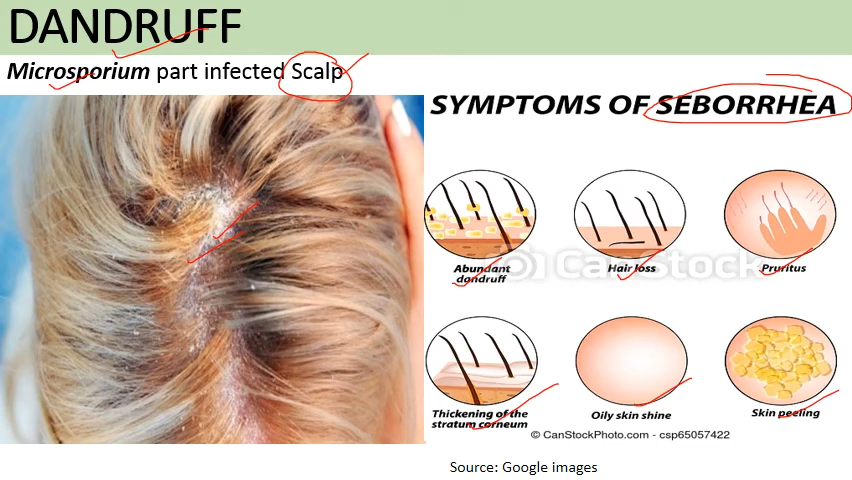 DANDRUFF
Microsporium part infected Scalp
SYMPTOMS OF SEBORRHEA
Abundant
dandruff
Hair loss
Pruritus
CanStock
Thickening of the
stratum corneum
Oily skin shine
Skin peeling
© CanStockPhoto.com - csp65057422
Source: Google images